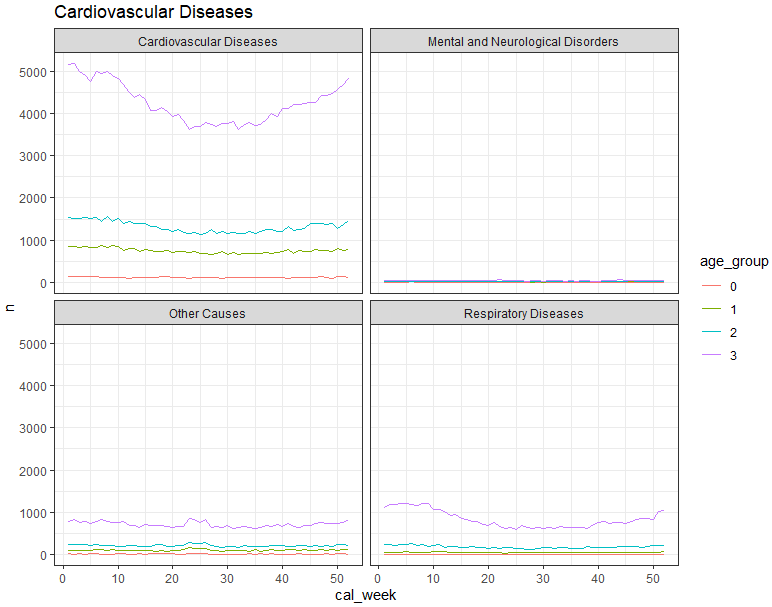 Cardiovascular Diseases
Cardiovascular Diseases
Mental and Neurological Disorders
5000
4000
3000
2000
1000
0
Other Causes
Respiratory Diseases
5000
4000
3000
2000
1000
0
0 10 20 30 40 50
0 10 20 30 40 50
cal_week
n
age_group
0
1
2
3